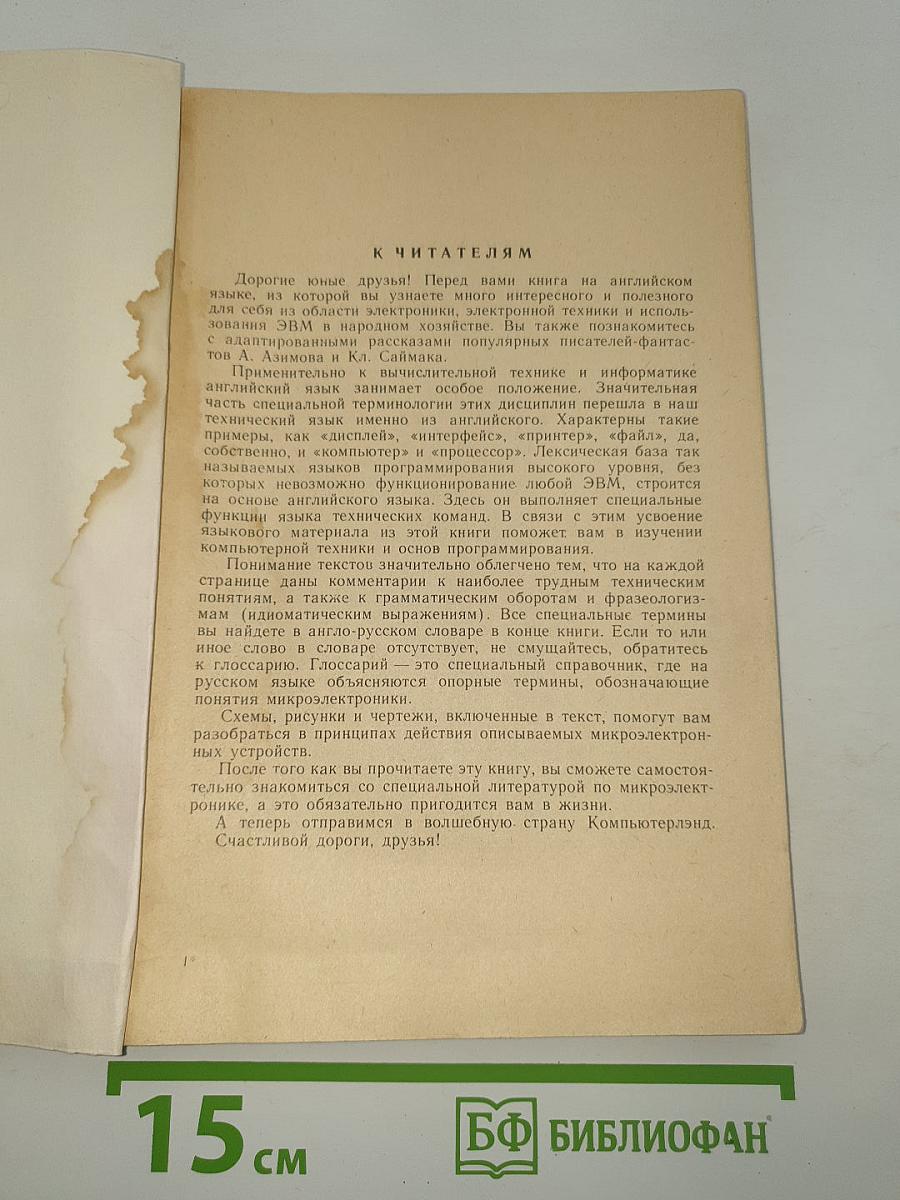 К ЧИТАТЕЛЯМ
Дорогие юные друзья! Перед вами книга на английском
языке, из которой вы узнаете много интересного и полезного
для себя из области электроники, электронной техники и исполь-
зования ЭВМ в народном хозяйстве. Вы также познакомитесь
с адаптированными рассказами популярных писателей-фантас-
тов А. Азимова и Кл. Саймака.
Применительно к вычислительной технике и информатике
английский язык занимает особое положение. Значительная
часть специальной терминологии этих дисциплин перешла в наш
технический язык именно из английского. Характерны такие
примеры, как «дисплей», «интерфейс», «принтер», «файл», да,
собственно, и «компьютер» и «процессор». Лексическая база так
называемых языков программирования высокого уровня, без
которых невозможно функционирование любой ЭВМ, строится
на основе английского языка. Здесь он выполняет специальные
функции языка технических команд. В связи с этим усвоение
языкового материала из этой книги поможет вам в изучении
компьютерной техники и основ программирования.
Понимание текстов значительно облегчено тем, что на каждой
странице даны комментарии к наиболее трудным техническим
понятиям, а также к грамматическим оборотам и фразеологиз-
мам (идиоматическим выражениям). Все специальные термины
вы найдете в англо-русском словаре в конце книги. Если то или
иное слово в словаре отсутствует, не смущайтесь, обратитесь
к глоссарию. Глоссарий — это специальный справочник, где на
русском языке объясняются опорные термины, обозначающие
понятия микроэлектроники.
Схемы, рисунки и чертежи, включенные в текст, помогут вам
разобраться в принципах действия описываемых микроэлектрон-
ных устройств.
После того как вы прочитаете эту книгу, вы сможете самостоя-
тельно знакомиться со специальной литературой по микроэлект-
ронике, а это обязательно пригодится вам в жизни.
А теперь отправимся в волшебную страну Компьютерлэнд.
Счастливой дороги, друзья!
1*
15 см
БФ БИБЛИОФАН